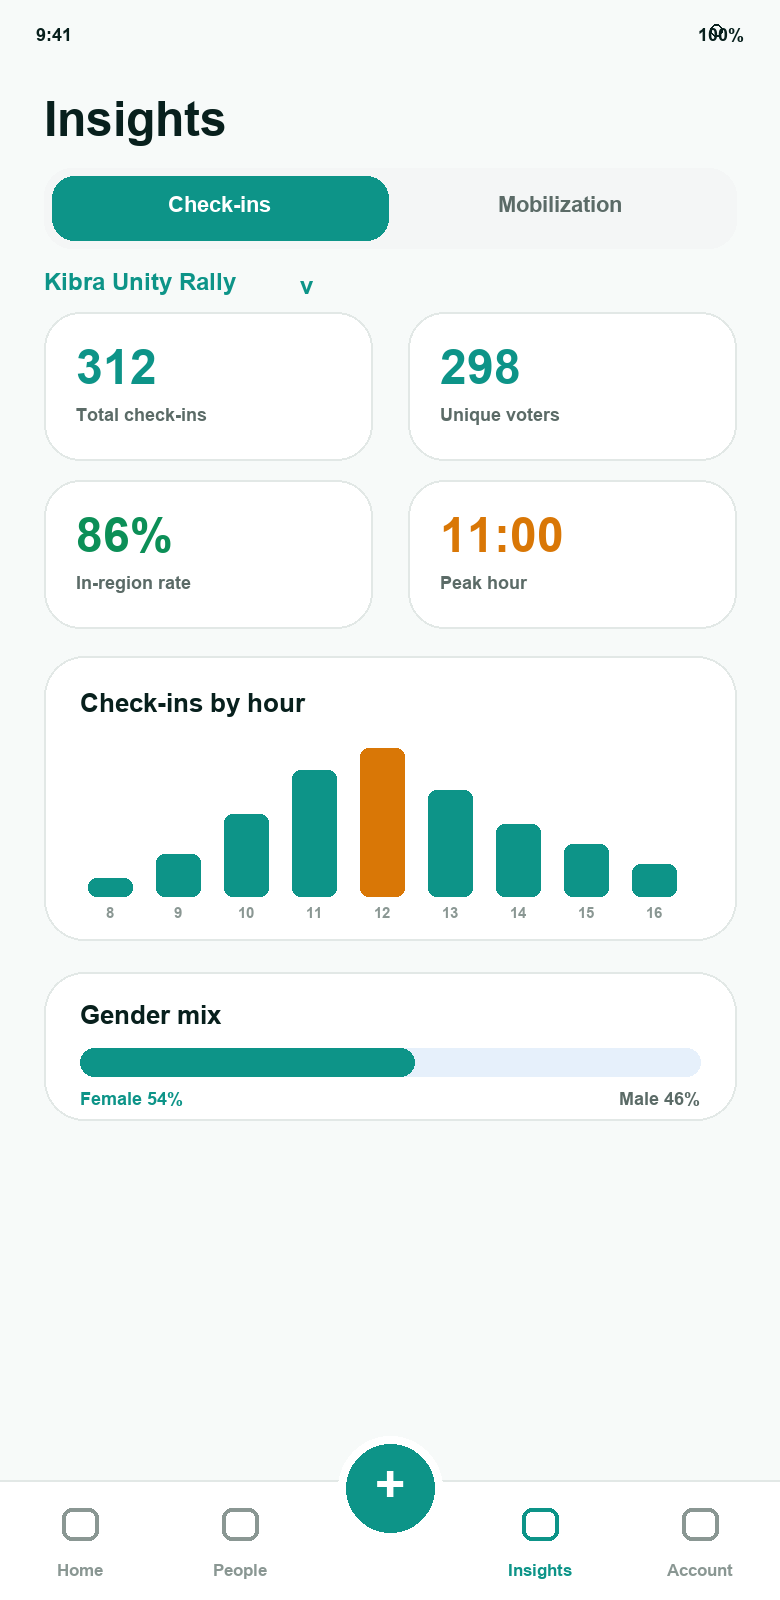 9:41 100%
Insights
Check-ins Mobilization
Kibra Unity Rally v
312 298
Total check-ins Unique voters
86% 11:00
In-region rate Peak hour
Check-ins by hour
8 9 10 11 12 13 14 15 16
Gender mix
Female 54% Male 46%
+
Home People Insights Account